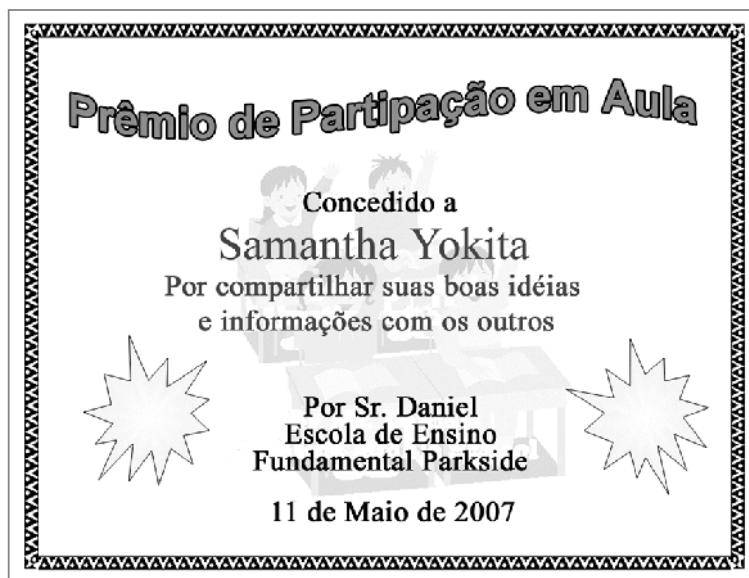 Prêmio de Partipação em Aula
Concedido a
Samantha Yokita
Por compartilhar suas boas idéias
e informações com os outros
Por Sr. Daniel
Escola de Ensino
Fundamental Parkside
11 de Maio de 2007